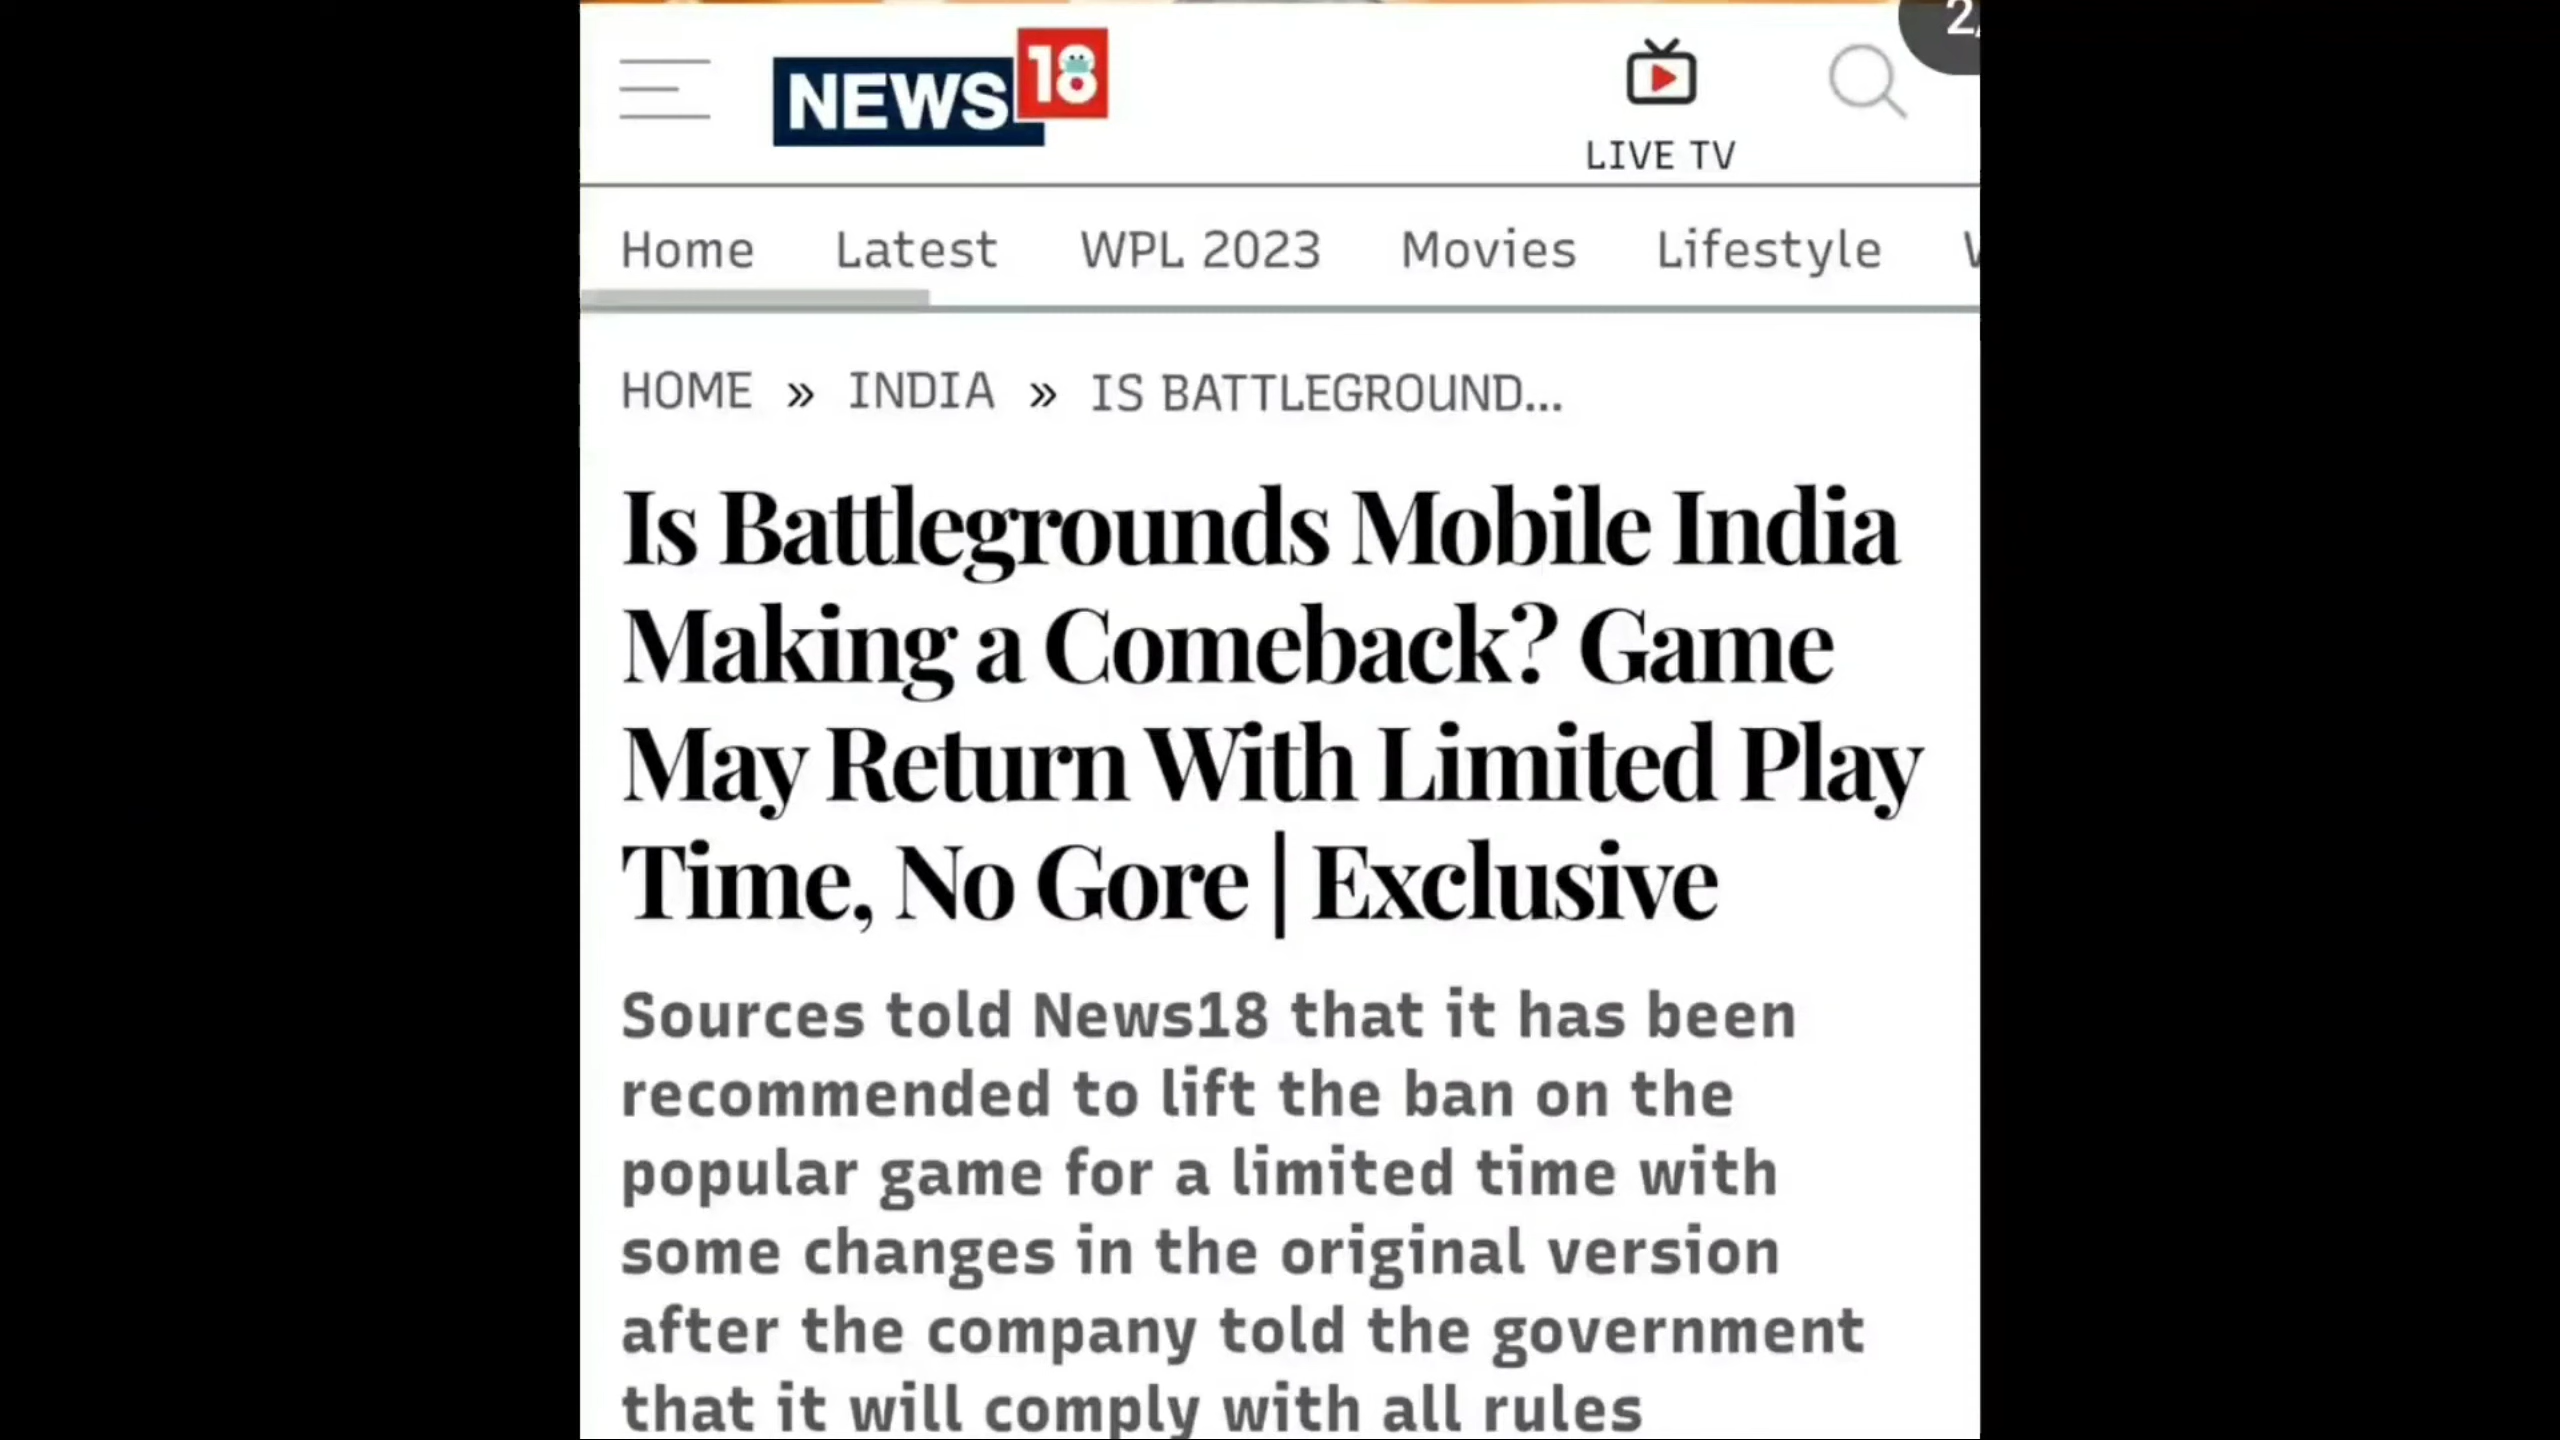 2
NEWS 18
LIVE TV
Home Latest WPL 2023 Movies Lifestyle
HOME » INDIA » IS BATTLEGROUND...
Is Battlegrounds Mobile India
Making a Comeback? Game
May Return With Limited Play
Time, No Gore | Exclusive
Sources told News18 that it has been
recommended to lift the ban on the
popular game for a limited time with
some changes in the original version
after the company told the government
that it will comply with all rules